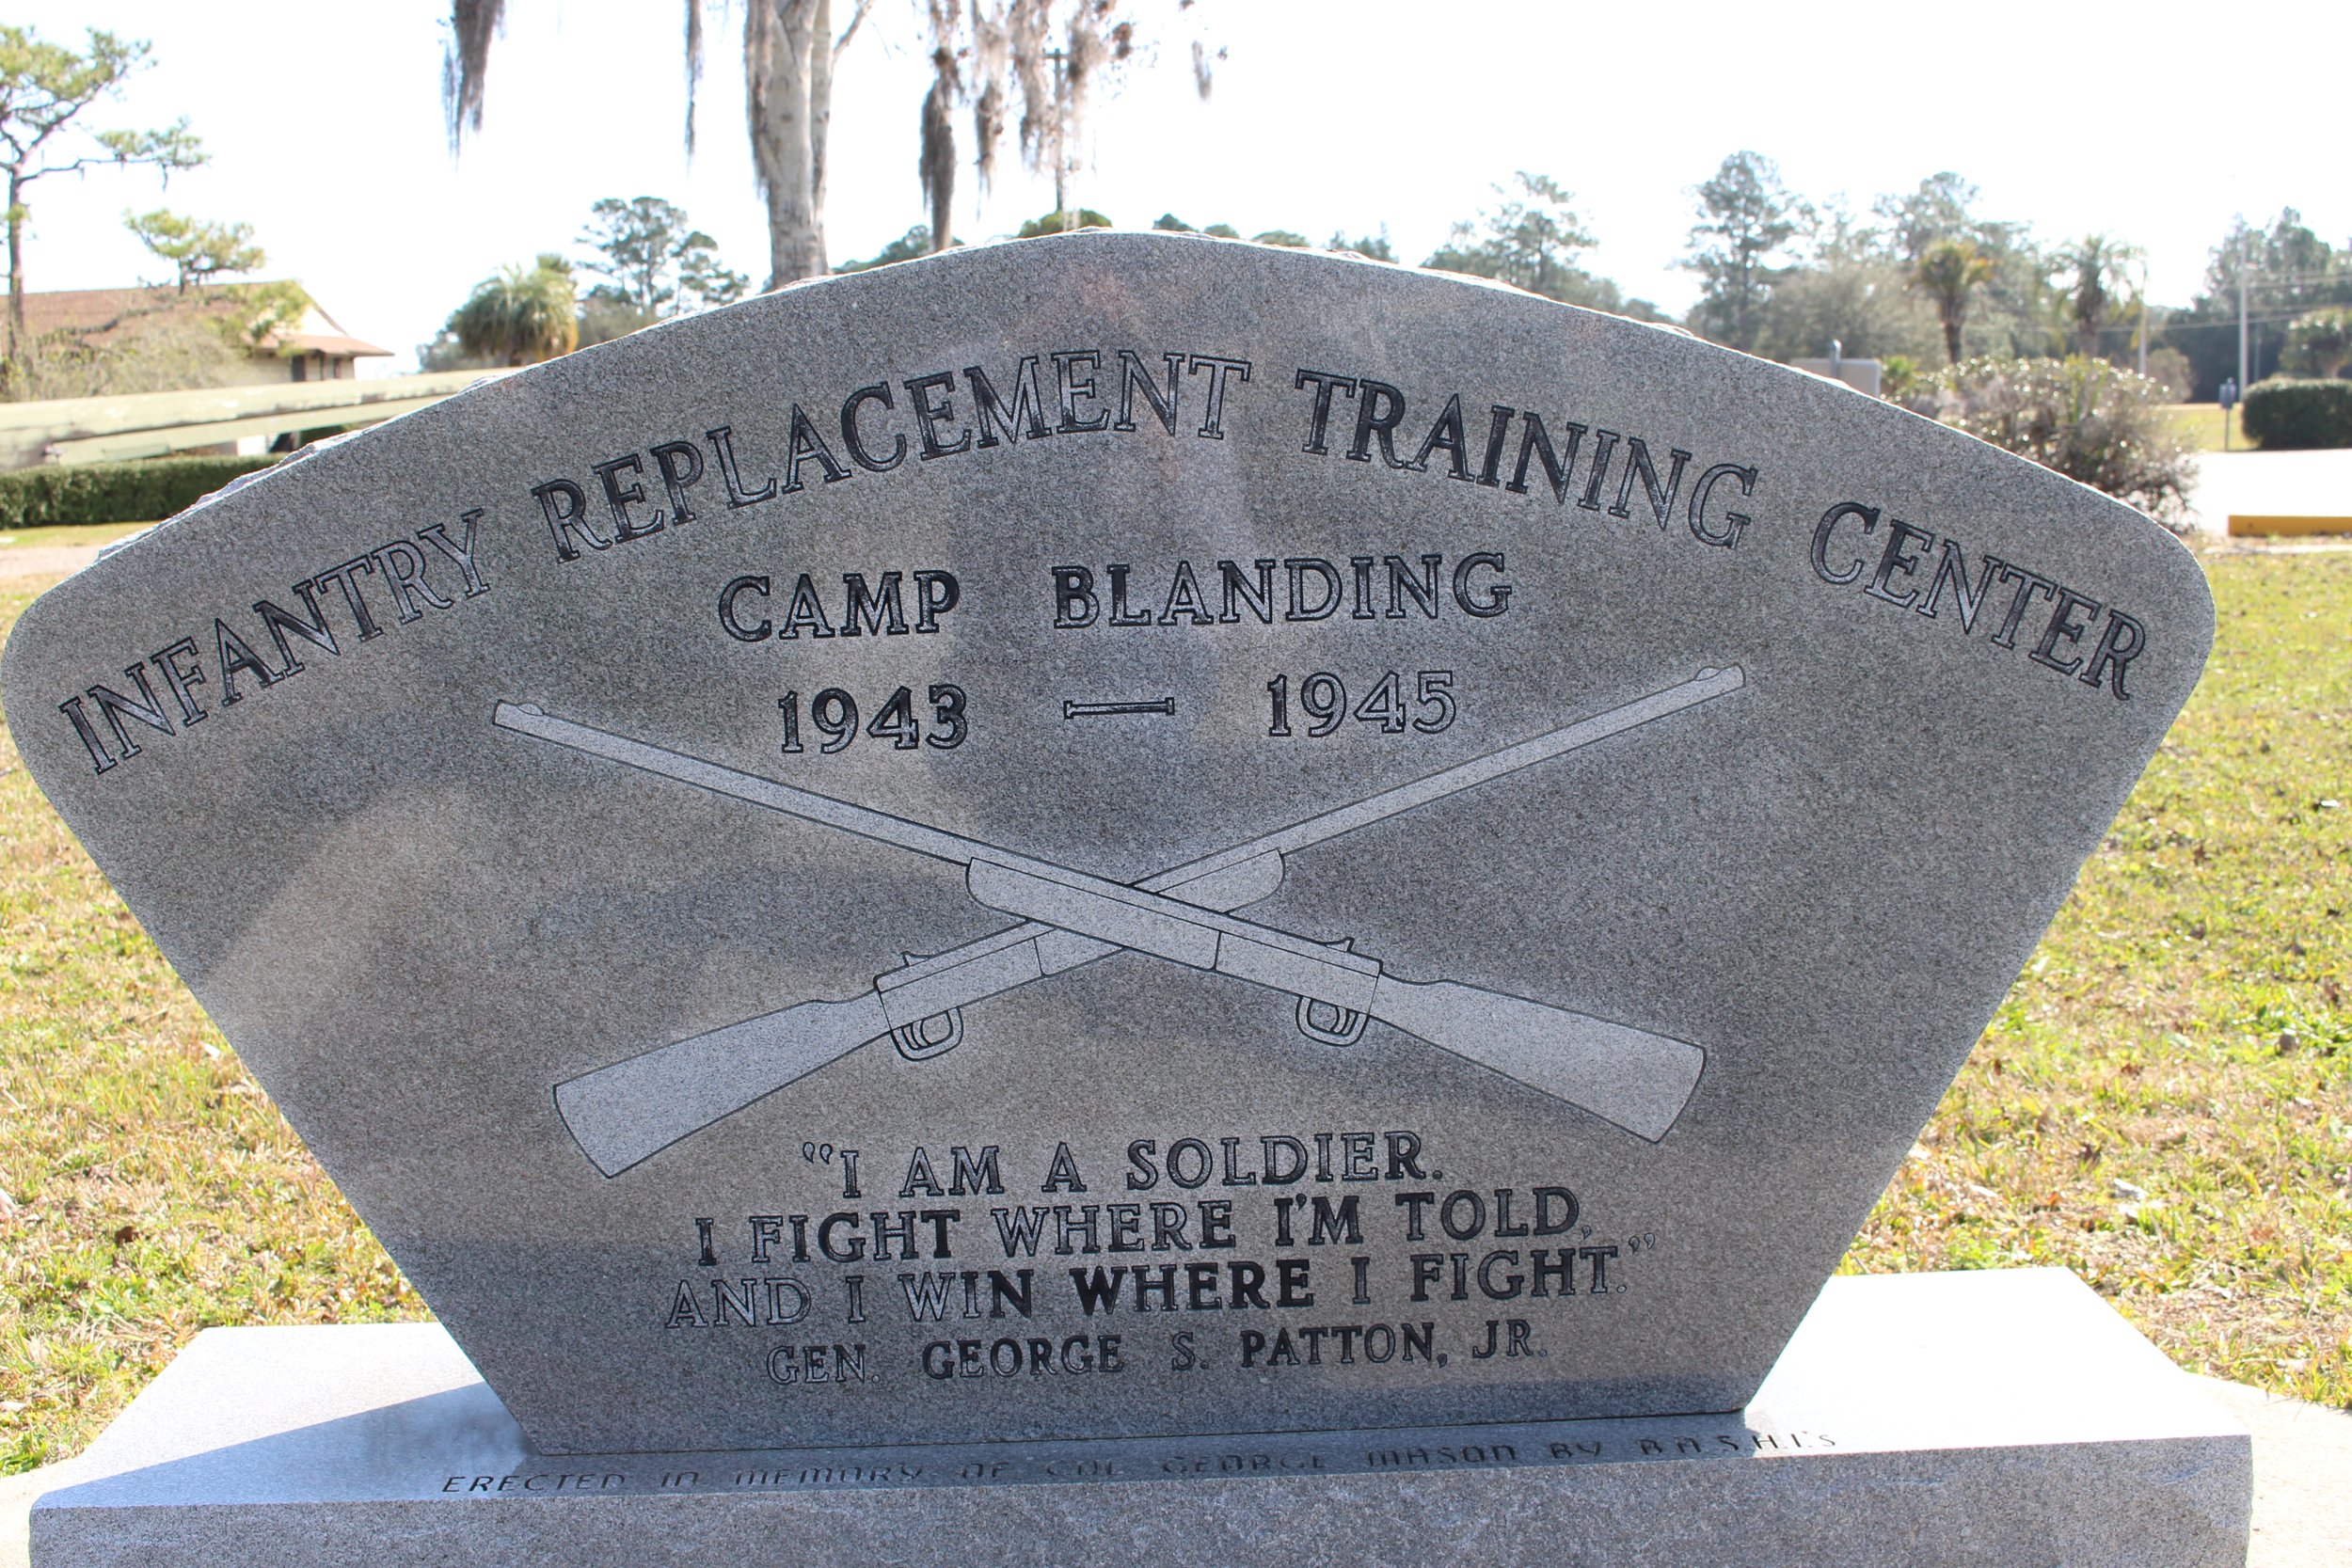 INFANTRY REPLACEMENT TRAINING CENTER
CAMP BLANDING
1943 — 1945
"I AM A SOLDIER.
I FIGHT WHERE I'M TOLD,
AND I WIN WHERE I FIGHT."
GEN. GEORGE S. PATTON, JR.
ERECTED IN MEMORY OF COL GEORGE MASON BY